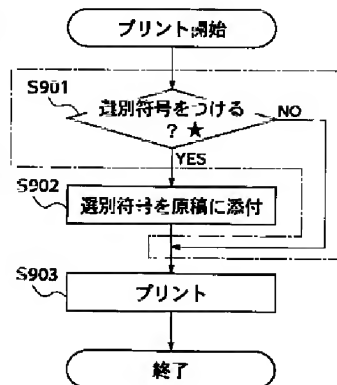 プリント開始
S901
選別符号をつける
? ★
NO
YES
S902
選別符号を原稿に添付
S903
プリント
終了